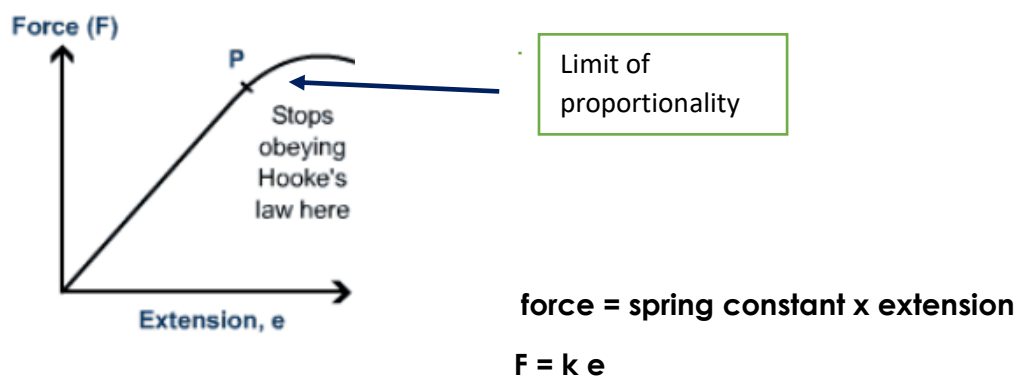 Force (F)
P
Limit of
proportionality
Stops
obeying
Hooke's
law here
Extension, e
force = spring constant x extension
F = k e